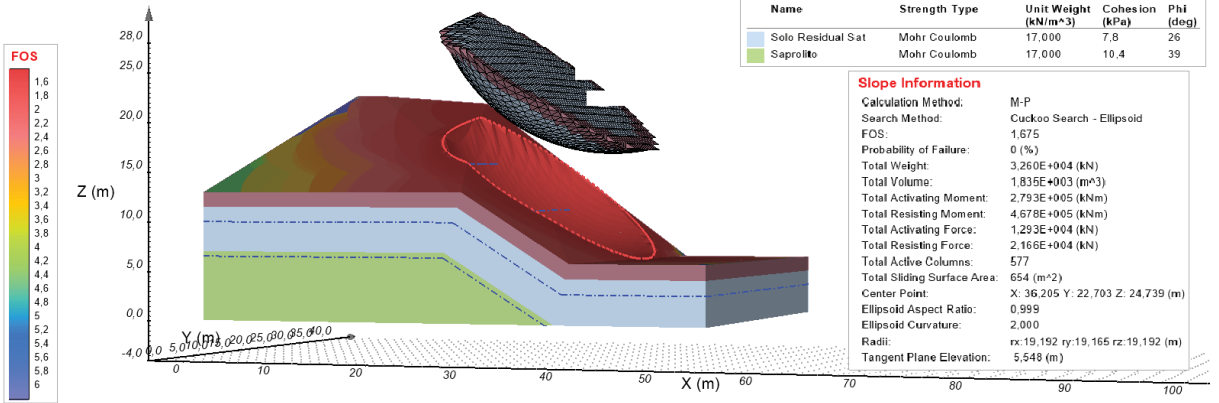 FOS
1,6
1,8
2
2,2
2,4
2,6
2,8
3
3,2
3,4
3,6
3,8
4
4,2
4,4
4,6
4,8
5
5,2
5,4
5,6
5,8
6
28,0
25,0
20,0
15,0
Z (m)
10,0
5,0
0,0
-4,0
Y (m)
0,0 5,0 10,0 15,0 20,0 25,0 30,0 35,0 40,0
0 10 20 30 40 50 60 70 80 90 100
X (m)
Name Strength Type Unit Weight (kN/m^3) Cohesion (kPa) Phi (deg)
Solo Residual Sat Mohr Coulomb 17,000 7,8 26
Saprolito Mohr Coulomb 17,000 10,4 39
Slope Information
Calculation Method: M-P
Search Method: Cuckoo Search - Ellipsoid
FOS: 1,675
Probability of Failure: 0 (%)
Total Weight: 3,260E+004 (kN)
Total Volume: 1,835E+003 (m^3)
Total Activating Moment: 2,793E+005 (kNm)
Total Resisting Moment: 4,678E+005 (kNm)
Total Activating Force: 1,293E+004 (kN)
Total Resisting Force: 2,166E+004 (kN)
Total Active Columns: 577
Total Sliding Surface Area: 654 (m^2)
Center Point: X: 36,205 Y: 22,703 Z: 24,739 (m)
Ellipsoid Aspect Ratio: 0,999
Ellipsoid Curvature: 2,000
Radii: rx:19,192 ry:19,165 rz:19,192 (m)
Tangent Plane Elevation: 5,548 (m)